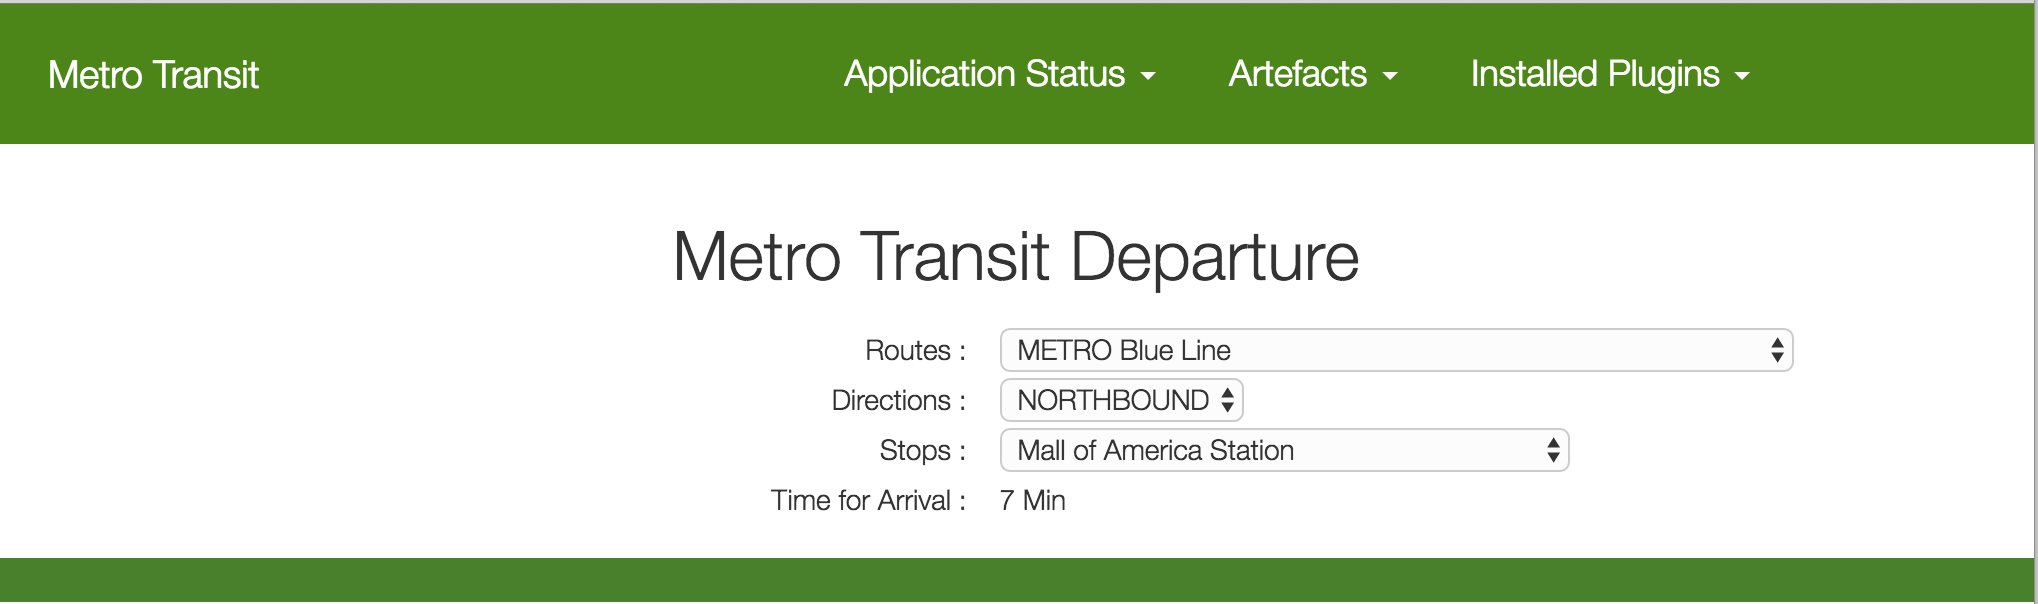 Metro Transit Application Status Artefacts Installed Plugins
Metro Transit Departure
Routes : METRO Blue Line
Directions : NORTHBOUND
Stops : Mall of America Station
Time for Arrival : 7 Min